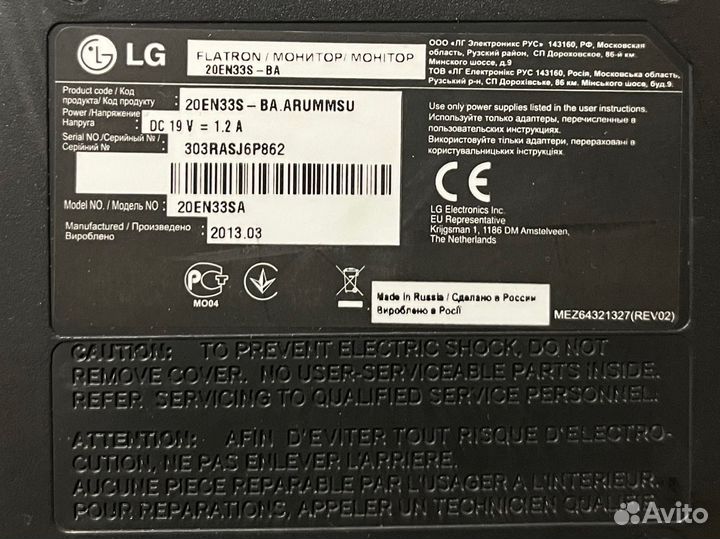 LG
FLATRON / МОНИТОР/ МОНІТОР
20EN33S-BA
ООО «ЛГ Электроникс РУС» 143160, РФ, Московская
область, Рузский район, СП Дороховское, 86-й км.
Минского шоссе, д.9
ТОВ «ЛГ Електронікс РУС 143160, Росія, Московська область,
Рузський р-н, СП Дороховське, 86 км. Мінського шосе, буд.9.
Product code / Код
продукта/ Код продукту :
20EN33S-BA.ARUMMSU
Power /Напряжение
Напруга :
DC 19 V = 1.2 A
Serial NO./Серийный №/
Серійний № :
303RASJ6P862
Model NO. / Модель NO :
20EN33SA
Manufactured / Произведено
Вироблено :
2013.03
Use only power supplies listed in the user instructions.
Используйте только адаптеры, перечисленные в
пользовательских инструкциях.
Використовуйте тільки адаптери, перераховані в
користувальницьких інструкціях.
CE
LG Electronics Inc.
EU Representative
Krijgsman 1, 1186 DM Amstelveen,
The Netherlands
МО04
Made in Russia / Сделано в России
Вироблено в Росії
MEZ64321327(REV02)
CAUTION: TO PREVENT ELECTRIC SHOCK, DO NOT
REMOVE COVER. NO USER-SERVICEABLE PARTS INSIDE.
REFER SERVICING TO QUALIFIED SERVICE PERSONNEL.
ATTENTION: AFIN D'EVITER TOUT RISQUE D'ELECTRO-
CUTION, NE PAS ENLEVER L'ARRIERE.
AUCUNE PIECE REPARABLE PAR L'USAGER A L'INTERIEUR.
POUR REPARATIONS, APPELER UN TECHNICIEN QUALIFIE
Avito